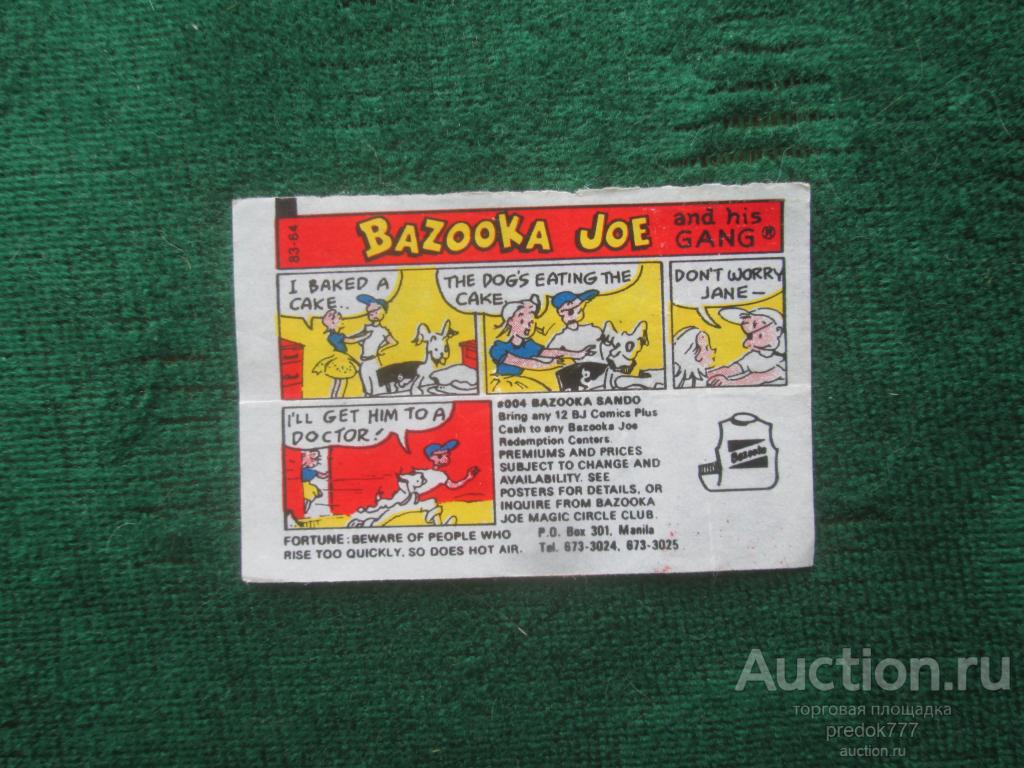 83-64
BAZOOKA JOE
and his
GANG®
I BAKED A
CAKE..
THE DOG'S EATING THE
CAKE
DON'T WORRY
JANE—
I'LL GET HIM TO A
DOCTOR!
#004 BAZOOKA SANDO
Bring any 12 BJ Comics Plus
Cash to any Bazooka Joe
Redemption Centers.
PREMIUMS AND PRICES
SUBJECT TO CHANGE AND
AVAILABILITY. SEE
POSTERS FOR DETAILS, OR
INQUIRE FROM BAZOOKA
JOE MAGIC CIRCLE CLUB.
P.O. Box 301, Manila
Tel. 673-3024, 673-3025
Bazooka
FORTUNE: BEWARE OF PEOPLE WHO
RISE TOO QUICKLY. SO DOES HOT AIR.
Auction.ru
торговая площадка
predok777
auction.ru